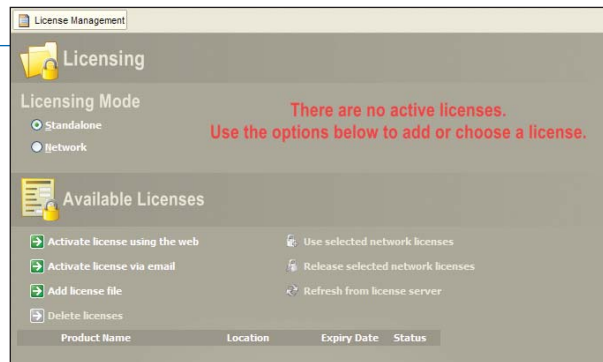 License Management
Licensing
Licensing Mode
Standalone
Network
There are no active licenses.
Use the options below to add or choose a license.
Available Licenses
Activate license using the web
Activate license via email
Add license file
Delete licenses
Use selected network licenses
Release selected network licenses
Refresh from license server
Product Name Location Expiry Date Status